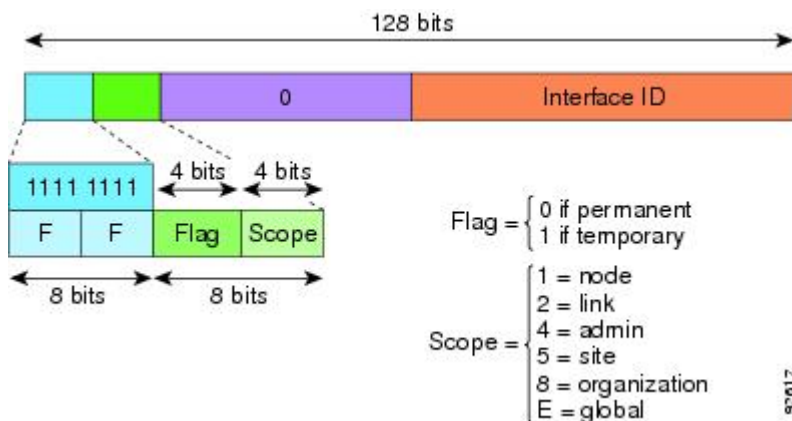 128 bits
0
Interface ID
4 bits
4 bits
1111 1111
F
F
Flag
Scope
8 bits
8 bits
Flag =
0 if permanent
1 if temporary
Scope =
1 = node
2 = link
4 = admin
5 = site
8 = organization
E = global
92617